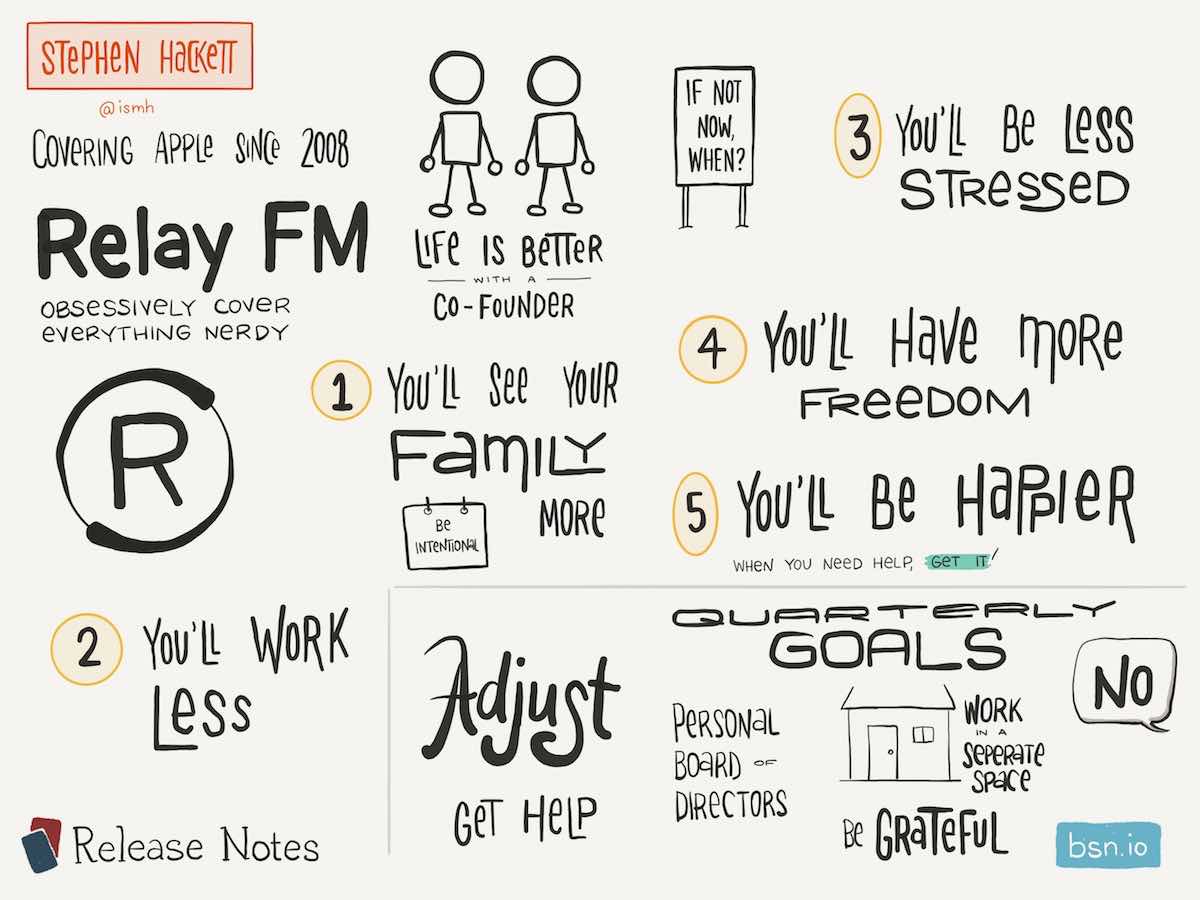 STEPHEN HACKETT
@ismh
COVERING APPLE SINCE 2008
Relay FM
OBSESSIVELY COVER
EVERYTHING NERDY
R
LIFE IS BETTER
WITH A
CO-FOUNDER
1 YOU'LL SEE YOUR
FAMILY
MORE
BE
INTENTIONAL
2 YOU'LL WORK
LESS
IF NOT
NOW,
WHEN?
3 YOU'LL BE LESS
STRESSED
4 YOU'LL HAVE MORE
FREEDOM
5 YOU'LL BE HAPPIER
WHEN YOU NEED HELP, GET IT!
Adjust
GET HELP
QUARTERLY
GOALS
PERSONAL
BOARD OF
DIRECTORS
WORK
IN A
SEPERATE
SPACE
NO
BE GRATEFUL
Release Notes
bsn.io